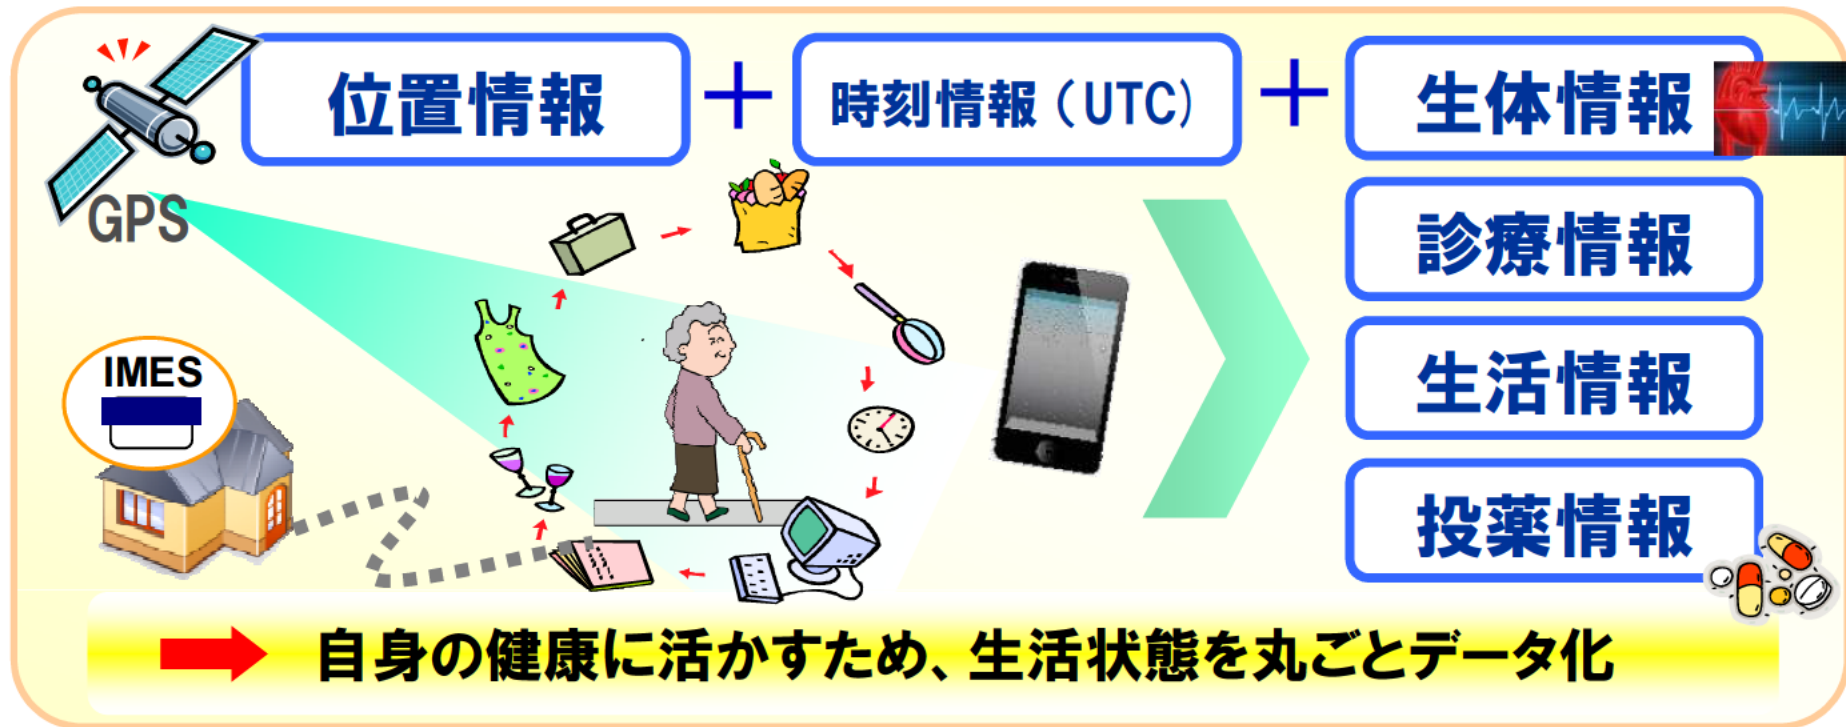 位置情報
+
時刻情報（UTC）
+
生体情報
GPS
診療情報
IMES
生活情報
投薬情報
自身の健康に活かすため、生活状態を丸ごとデータ化